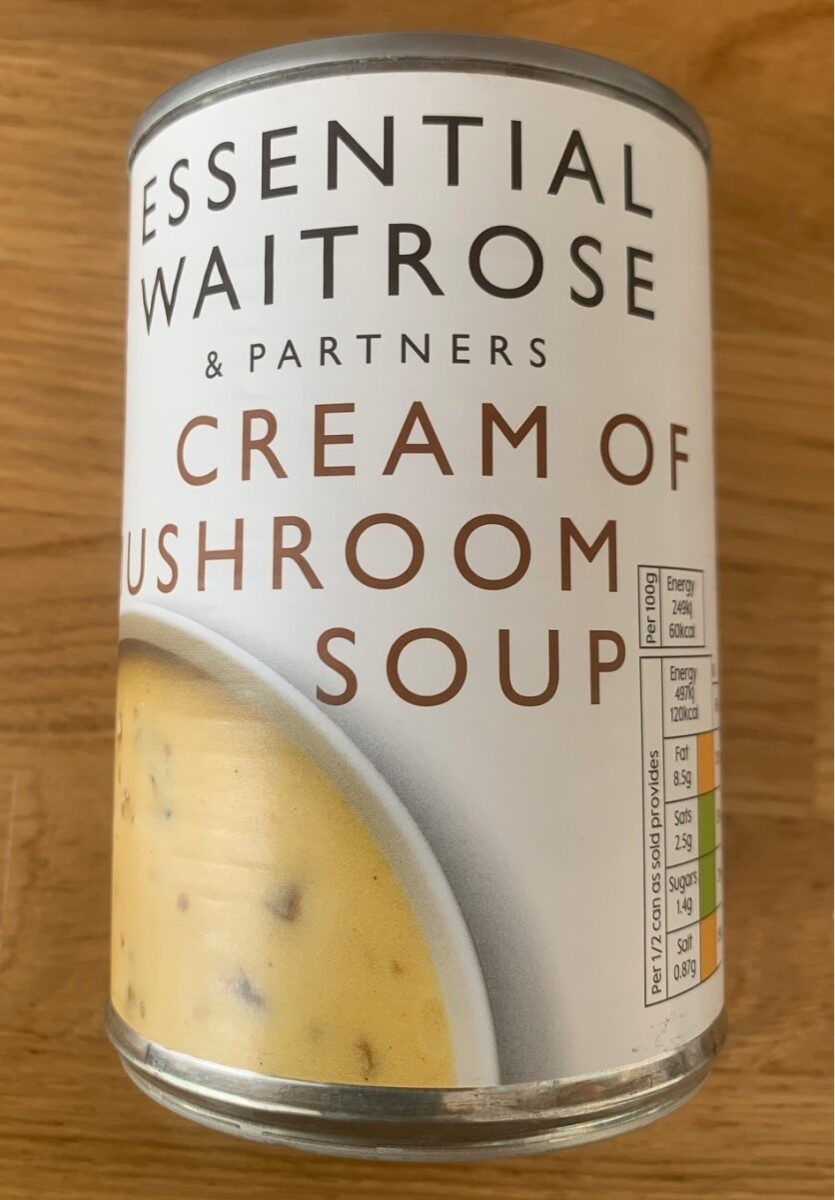 ESSENTIAL
WAITROSE
& PARTNERS
CREAM OF
USHROOM
SOUP
Per 100g
Energy
249kJ
60kcal
Per 1/2 can as sold provides
Energy
497kJ
120kcal
Fat
8.5g
Sats
2.5g
Sugars
1.4g
Salt
0.87g